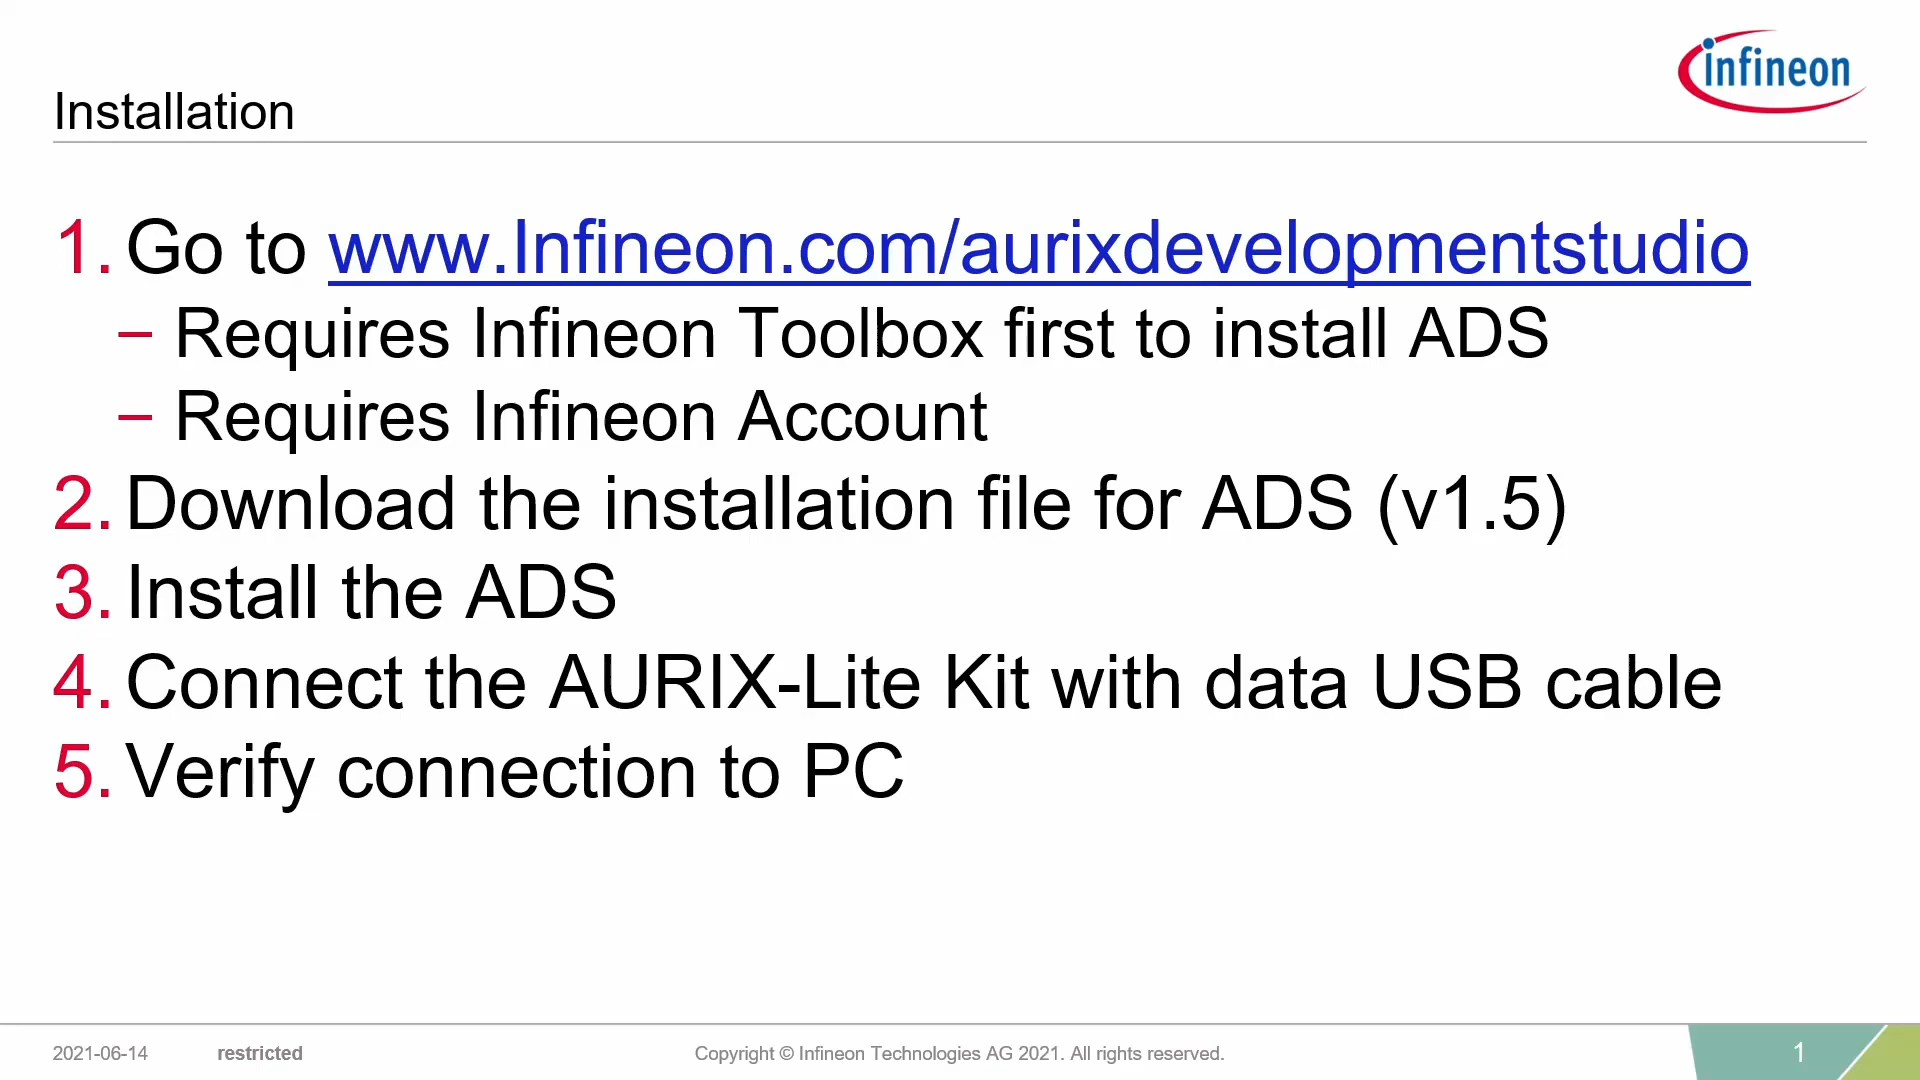 infineon
Installation
1. Go to www.Infineon.com/aurixdevelopmentstudio
– Requires Infineon Toolbox first to install ADS
– Requires Infineon Account
2. Download the installation file for ADS (v1.5)
3. Install the ADS
4. Connect the AURIX-Lite Kit with data USB cable
5. Verify connection to PC
2021-06-14 restricted Copyright © Infineon Technologies AG 2021. All rights reserved. 1